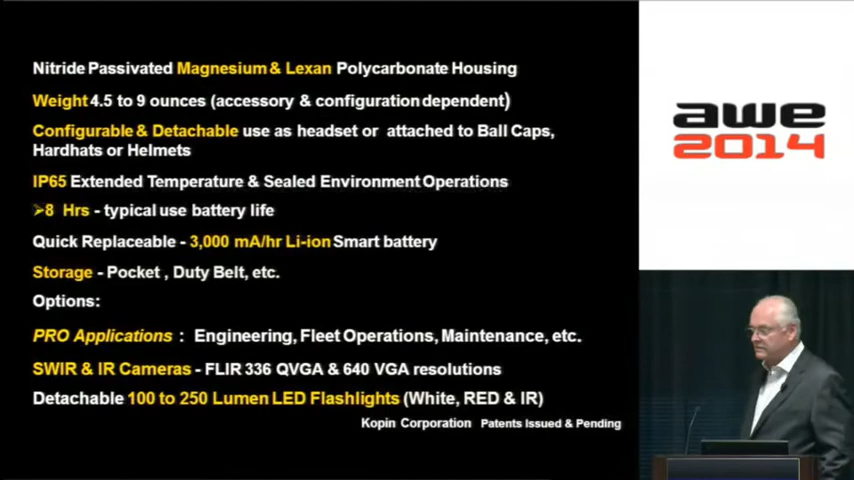 Nitride Passivated Magnesium & Lexan Polycarbonate Housing
Weight 4.5 to 9 ounces (accessory & configuration dependent)
Configurable & Detachable use as headset or attached to Ball Caps,
Hardhats or Helmets
IP65 Extended Temperature & Sealed Environment Operations
➢8 Hrs - typical use battery life
Quick Replaceable - 3,000 mA/hr Li-ion Smart battery
Storage - Pocket , Duty Belt, etc.
Options:
PRO Applications : Engineering, Fleet Operations, Maintenance, etc.
SWIR & IR Cameras - FLIR 336 QVGA & 640 VGA resolutions
Detachable 100 to 250 Lumen LED Flashlights (White, RED & IR)
Kopin Corporation Patents Issued & Pending
awe
2014